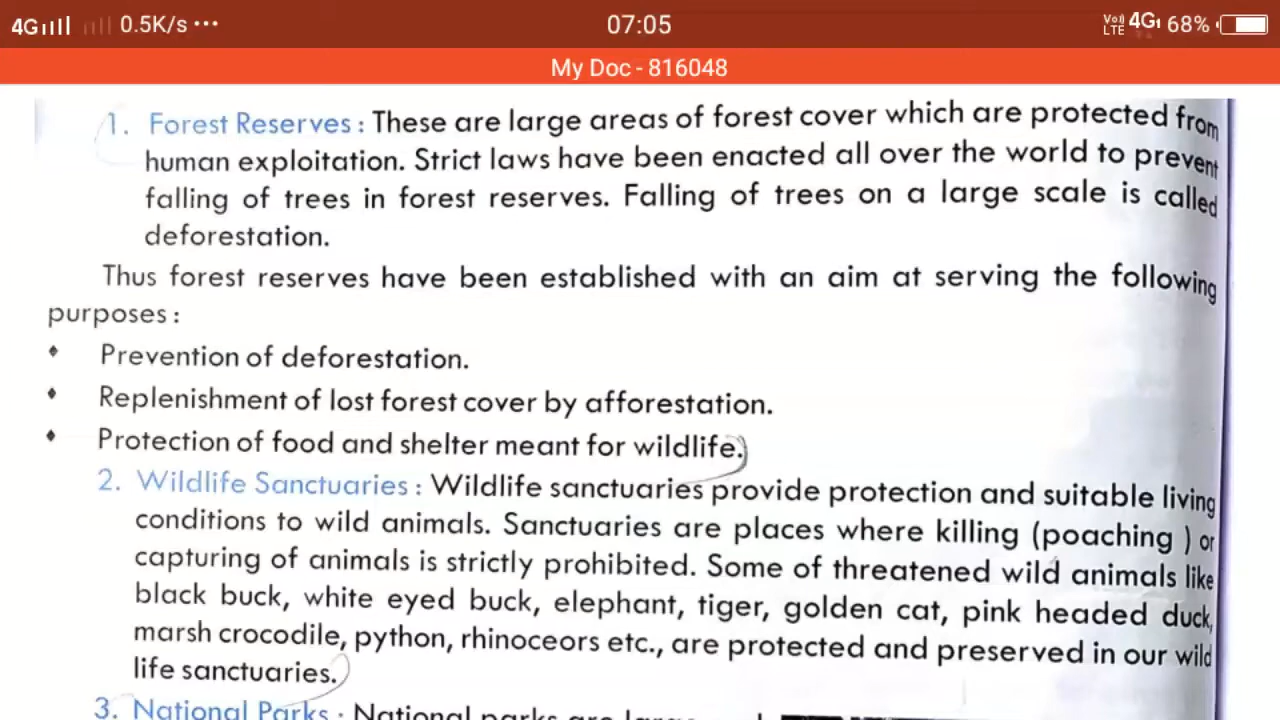 4G 0.5K/s ... 07:05 VoLTE 4G 68%
My Doc - 816048
1. Forest Reserves : These are large areas of forest cover which are protected from
human exploitation. Strict laws have been enacted all over the world to prevent
falling of trees in forest reserves. Falling of trees on a large scale is called
deforestation.
Thus forest reserves have been established with an aim at serving the following
purposes :
♦ Prevention of deforestation.
♦ Replenishment of lost forest cover by afforestation.
♦ Protection of food and shelter meant for wildlife.
2. Wildlife Sanctuaries : Wildlife sanctuaries provide protection and suitable living
conditions to wild animals. Sanctuaries are places where killing (poaching ) or
capturing of animals is strictly prohibited. Some of threatened wild animals like
black buck, white eyed buck, elephant, tiger, golden cat, pink headed duck,
marsh crocodile, python, rhinoceors etc., are protected and preserved in our wild
life sanctuaries.
3. National Parks : National parks are